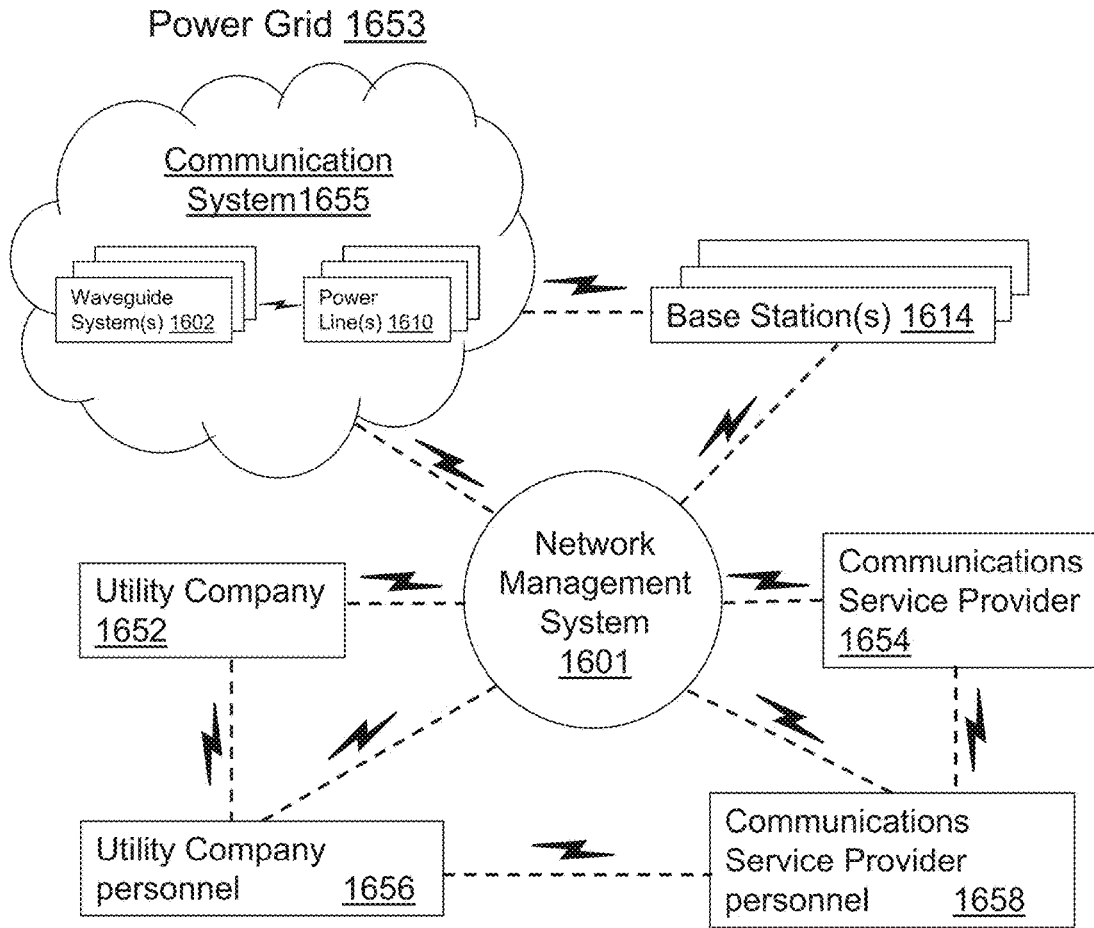 Power Grid 1653
Communication
System1655
Waveguide
System(s) 1602
Power
Line(s) 1610
Base Station(s) 1614
Network
Management
System
1601
Utility Company
1652
Communications
Service Provider
1654
Utility Company
personnel 1656
Communications
Service Provider
personnel 1658